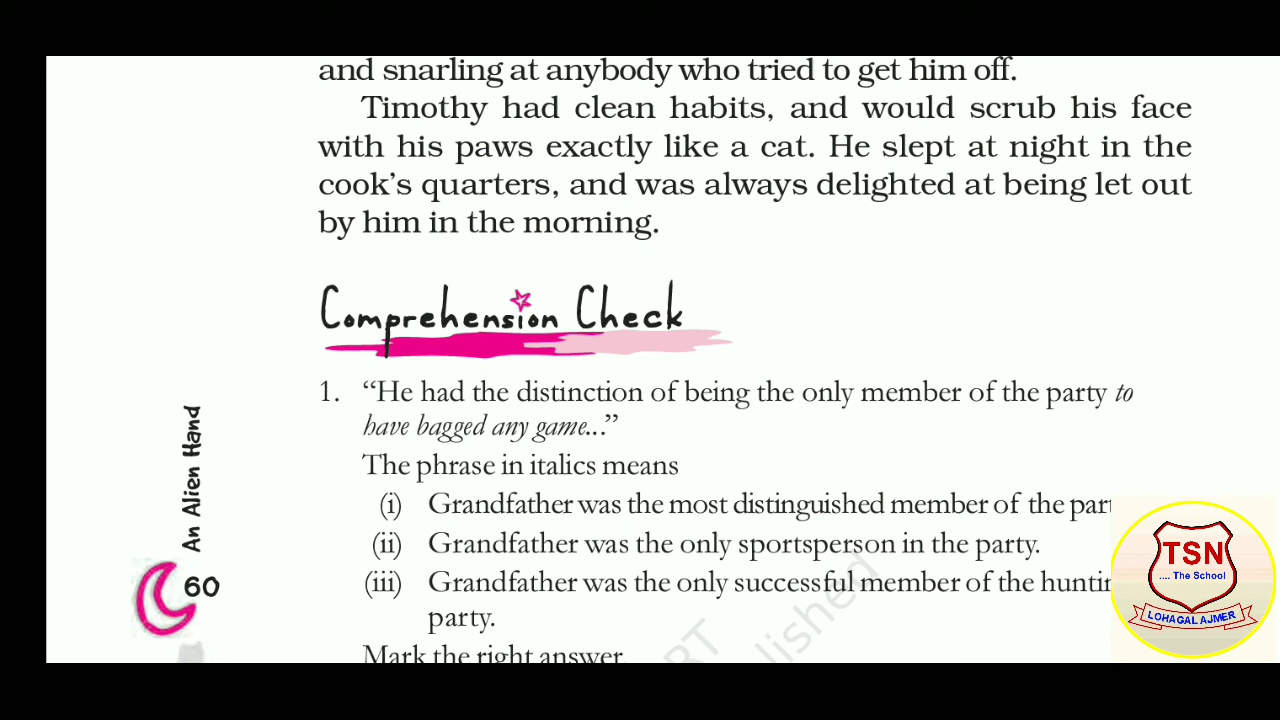 and snarling at anybody who tried to get him off.
Timothy had clean habits, and would scrub his face
with his paws exactly like a cat. He slept at night in the
cook's quarters, and was always delighted at being let out
by him in the morning.
Comprehension Check
1. “He had the distinction of being the only member of the party to
have bagged any game...”
The phrase in italics means
(i) Grandfather was the most distinguished member of the part
(ii) Grandfather was the only sportsperson in the party.
(iii) Grandfather was the only successful member of the huntin
party.
Mark the right answer.
An Alien Hand
60
RT
lished
TSN
.... The School
LOHAGAL AJMER